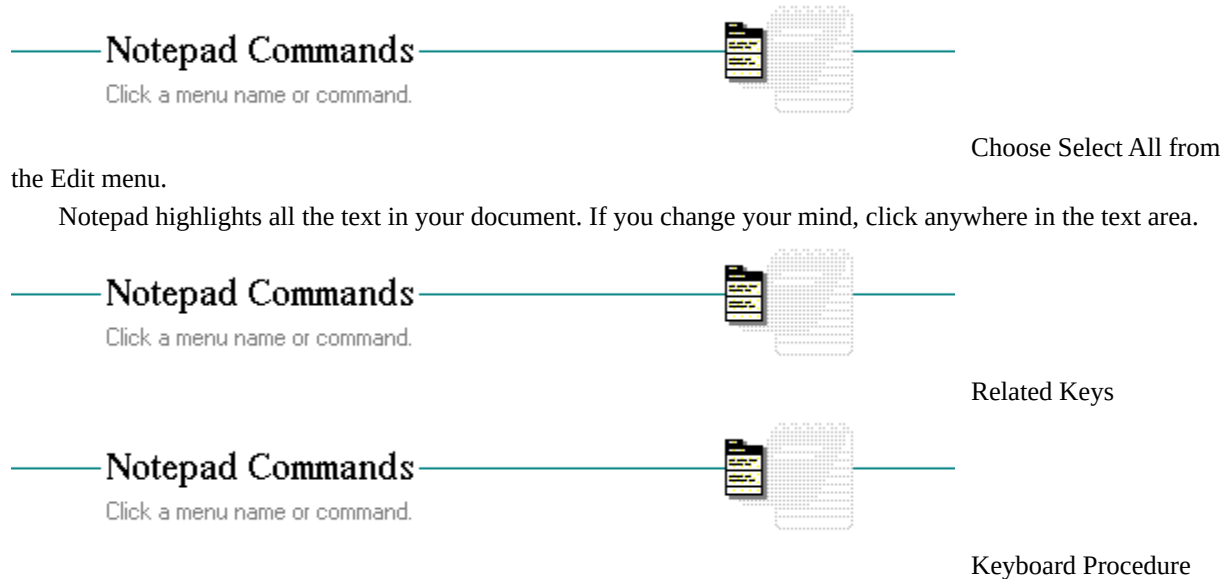 Notepad Commands
Click a menu name or command.
Choose Select All from
the Edit menu.
Notepad highlights all the text in your document. If you change your mind, click anywhere in the text area.
Notepad Commands
Click a menu name or command.
Related Keys
Notepad Commands
Click a menu name or command.
Keyboard Procedure